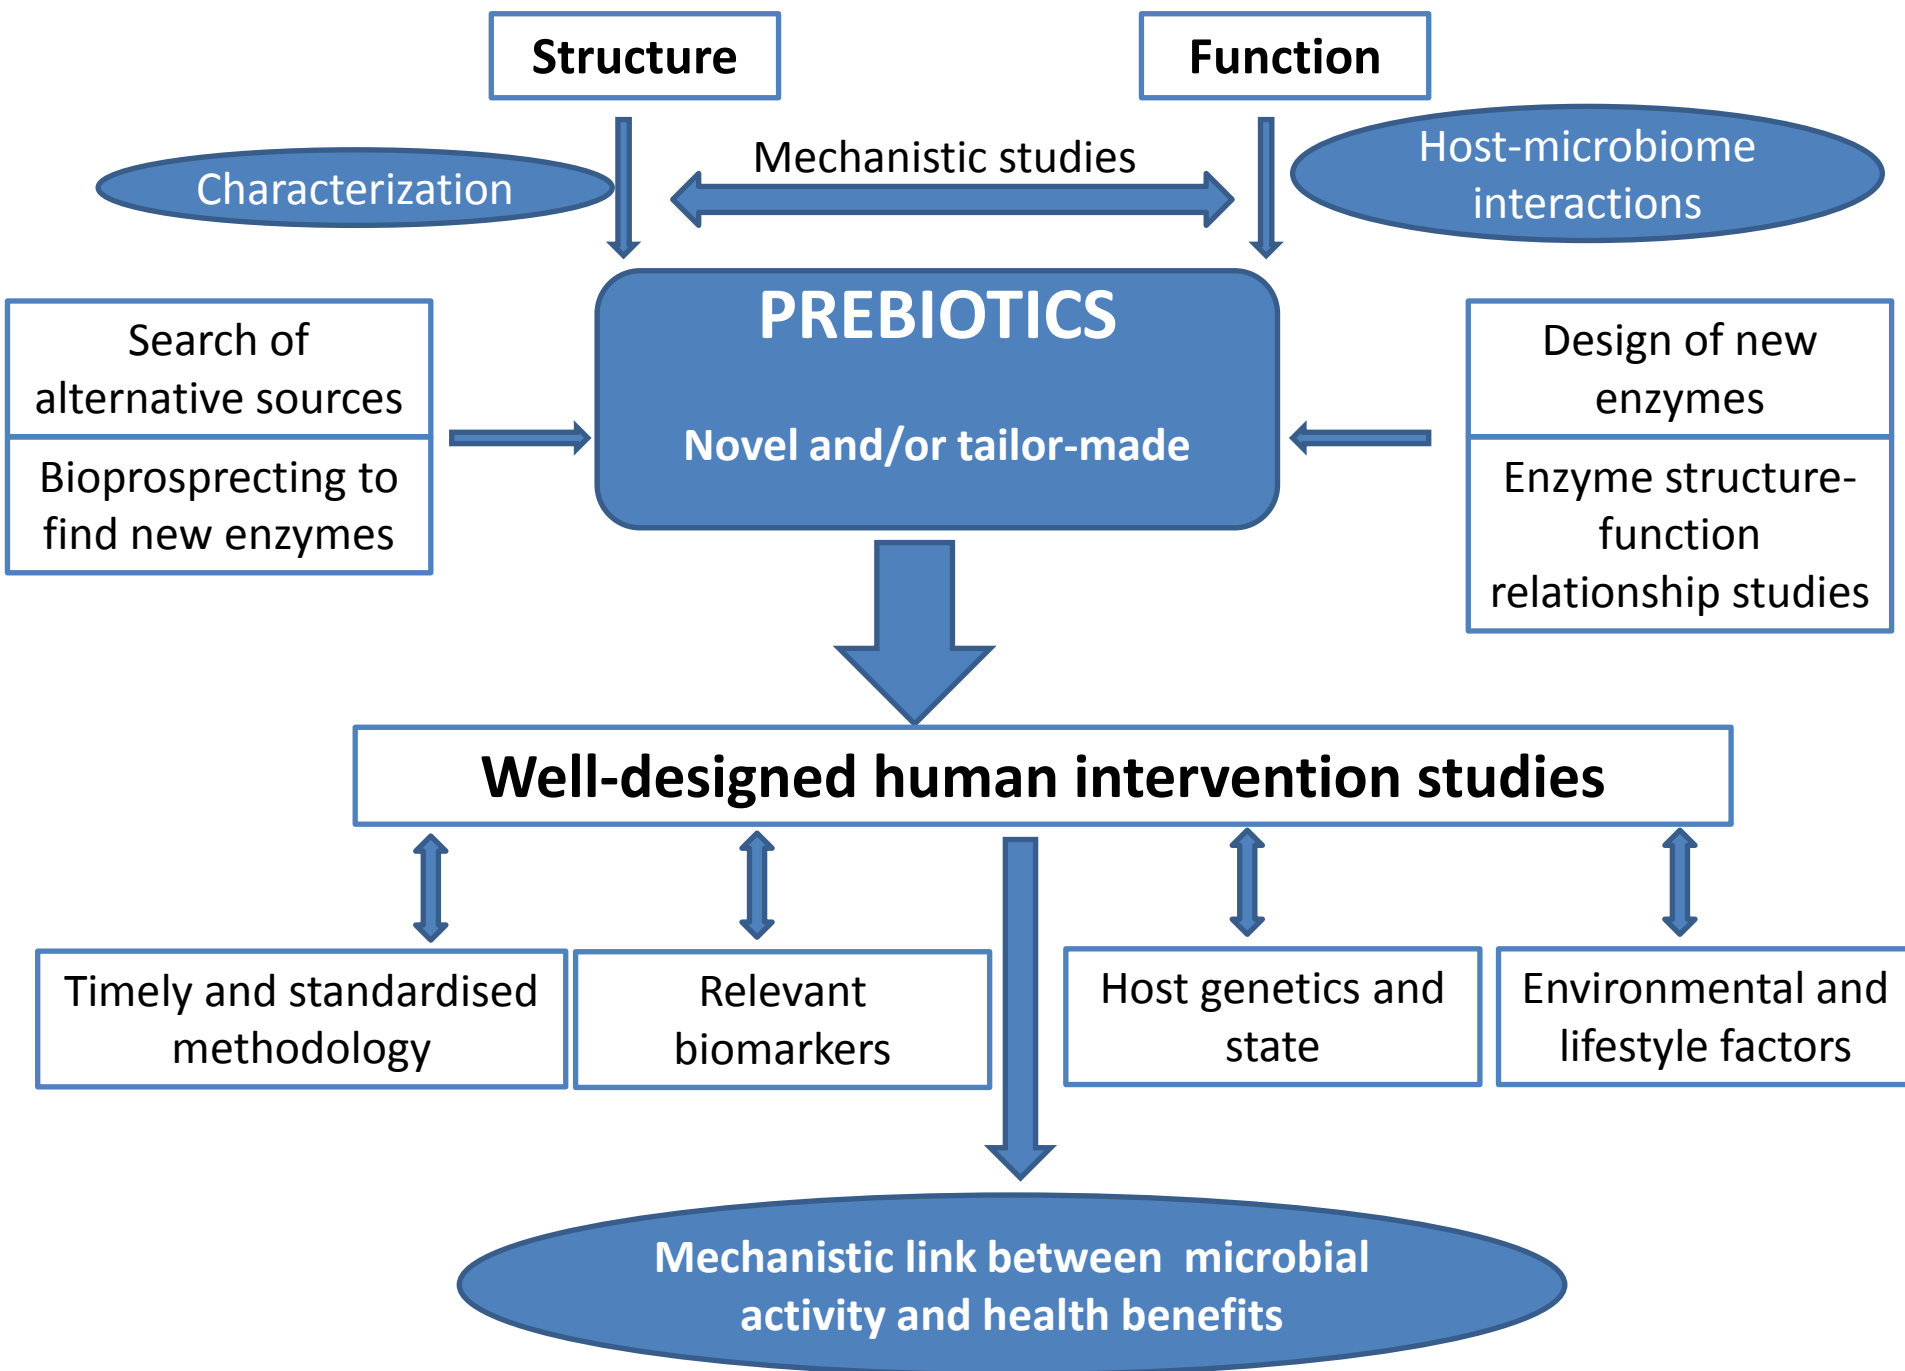 Structure
Function
Characterization
Mechanistic studies
Host-microbiome
interactions
PREBIOTICS
Novel and/or tailor-made
Search of
alternative sources
Bioprosprecting to
find new enzymes
Design of new
enzymes
Enzyme structure-
function
relationship studies
Well-designed human intervention studies
Timely and standardised
methodology
Relevant
biomarkers
Host genetics and
state
Environmental and
lifestyle factors
Mechanistic link between microbial
activity and health benefits